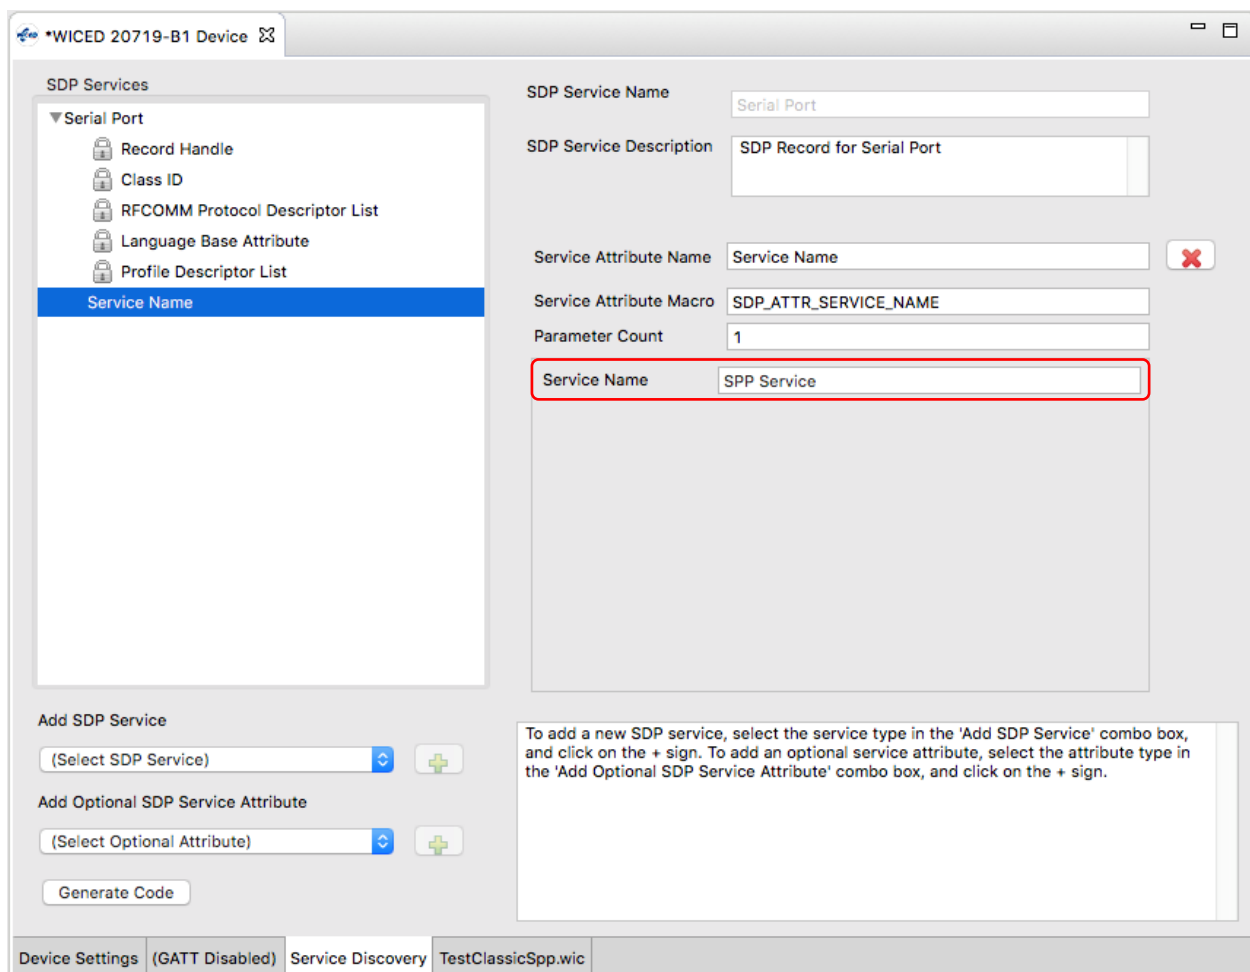 *WICED 20719-B1 Device
SDP Services
Serial Port
Record Handle
Class ID
RFCOMM Protocol Descriptor List
Language Base Attribute
Profile Descriptor List
Service Name
SDP Service Name
Serial Port
SDP Service Description
SDP Record for Serial Port
Service Attribute Name
Service Name
Service Attribute Macro
SDP_ATTR_SERVICE_NAME
Parameter Count
1
Service Name
SPP Service
Add SDP Service
(Select SDP Service)
Add Optional SDP Service Attribute
(Select Optional Attribute)
Generate Code
To add a new SDP service, select the service type in the 'Add SDP Service' combo box,
and click on the + sign. To add an optional service attribute, select the attribute type in
the 'Add Optional SDP Service Attribute' combo box, and click on the + sign.
Device Settings
(GATT Disabled)
Service Discovery
TestClassicSpp.wic